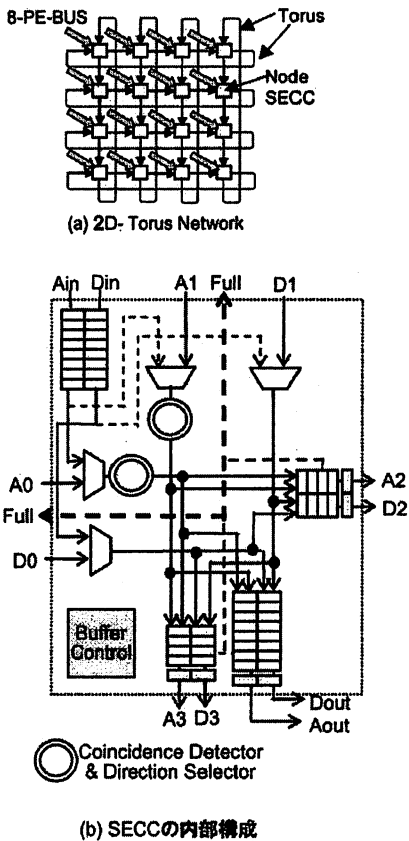 8-PE-BUS
Torus
Node
SECC
(a) 2D- Torus Network
Ain Din
A1
Full
D1
A0
Full
D0
A2
D2
Buffer
Control
A3 D3
Dout
Aout
Coincidence Detector
& Direction Selector
(b) SECCの内部構成